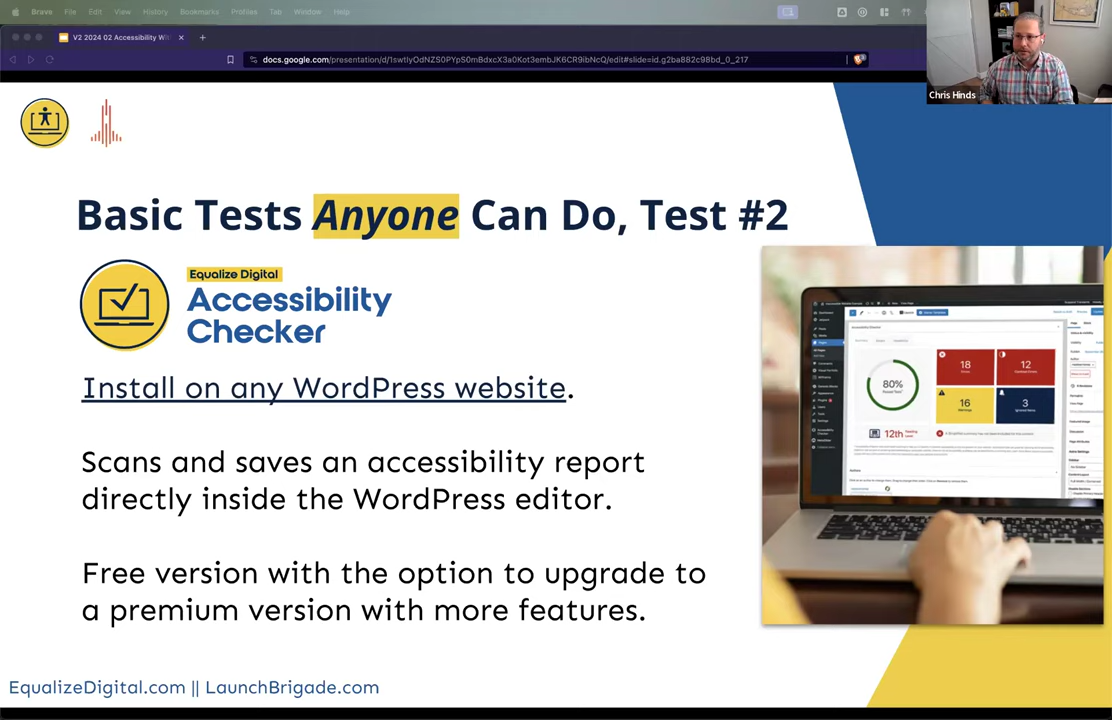 Brave File Edit View History Bookmarks Profiles Tab Window Help
V2 2024 02 Accessibility Wit
docs.google.com/presentation/d/1swtIyOdNZS0PYpS0mBdxcX3a0Kot3embJK6CR9ibNcQ/edit#slide=id.g2ba882c98bd_0_217
Chris Hinds
Basic Tests Anyone Can Do, Test #2
Equalize Digital
Accessibility
Checker
Install on any WordPress website.
Scans and saves an accessibility report
directly inside the WordPress editor.
Free version with the option to upgrade to
a premium version with more features.
80%
18
12
16
3
12th
EqualizeDigital.com || LaunchBrigade.com